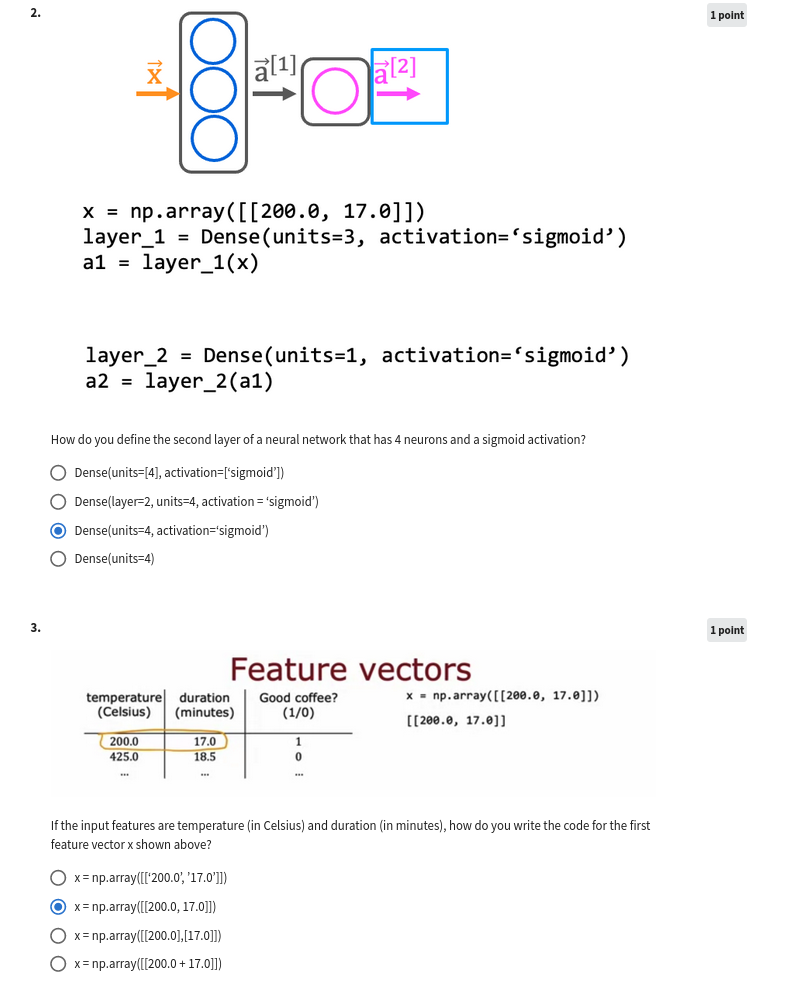 2.
1 point
x⃗
a⃗[1]
a⃗[2]
x = np.array([[200.0, 17.0]])
layer_1 = Dense(units=3, activation=‘sigmoid’)
a1 = layer_1(x)
layer_2 = Dense(units=1, activation=‘sigmoid’)
a2 = layer_2(a1)
How do you define the second layer of a neural network that has 4 neurons and a sigmoid activation?
Dense(units=[4], activation=[‘sigmoid’])
Dense(layer=2, units=4, activation = ‘sigmoid’)
Dense(units=4, activation=‘sigmoid’)
Dense(units=4)
3.
1 point
Feature vectors
temperature duration Good coffee?
(Celsius) (minutes) (1/0)
200.0 17.0 1
425.0 18.5 0
... ... ...
x = np.array([[200.0, 17.0]])
[[200.0, 17.0]]
If the input features are temperature (in Celsius) and duration (in minutes), how do you write the code for the first
feature vector x shown above?
x = np.array([[‘200.0’, ’17.0’]])
x = np.array([[200.0, 17.0]])
x = np.array([[200.0],[17.0]])
x = np.array([[200.0 + 17.0]])